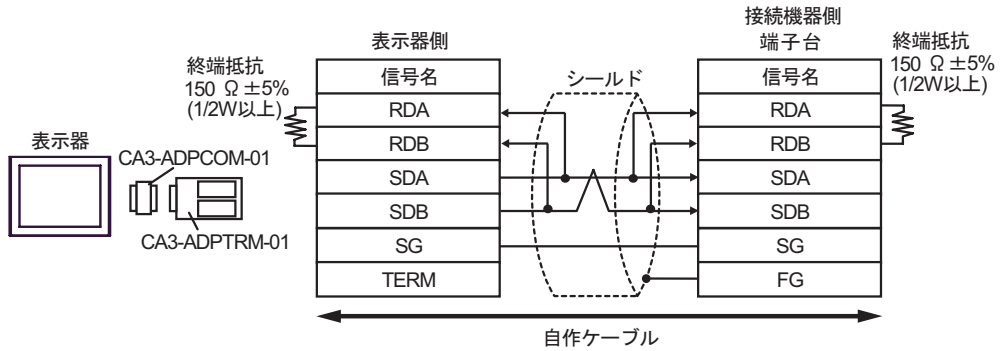 接続機器側
端子台
表示器側
終端抵抗
150 Ω ±5%
(1/2W以上)
終端抵抗
150 Ω ±5%
(1/2W以上)
シールド
信号名
信号名
RDA
RDA
RDB
RDB
SDA
SDA
SDB
SDB
SG
SG
TERM
FG
表示器
CA3-ADPCOM-01
CA3-ADPTRM-01
自作ケーブル